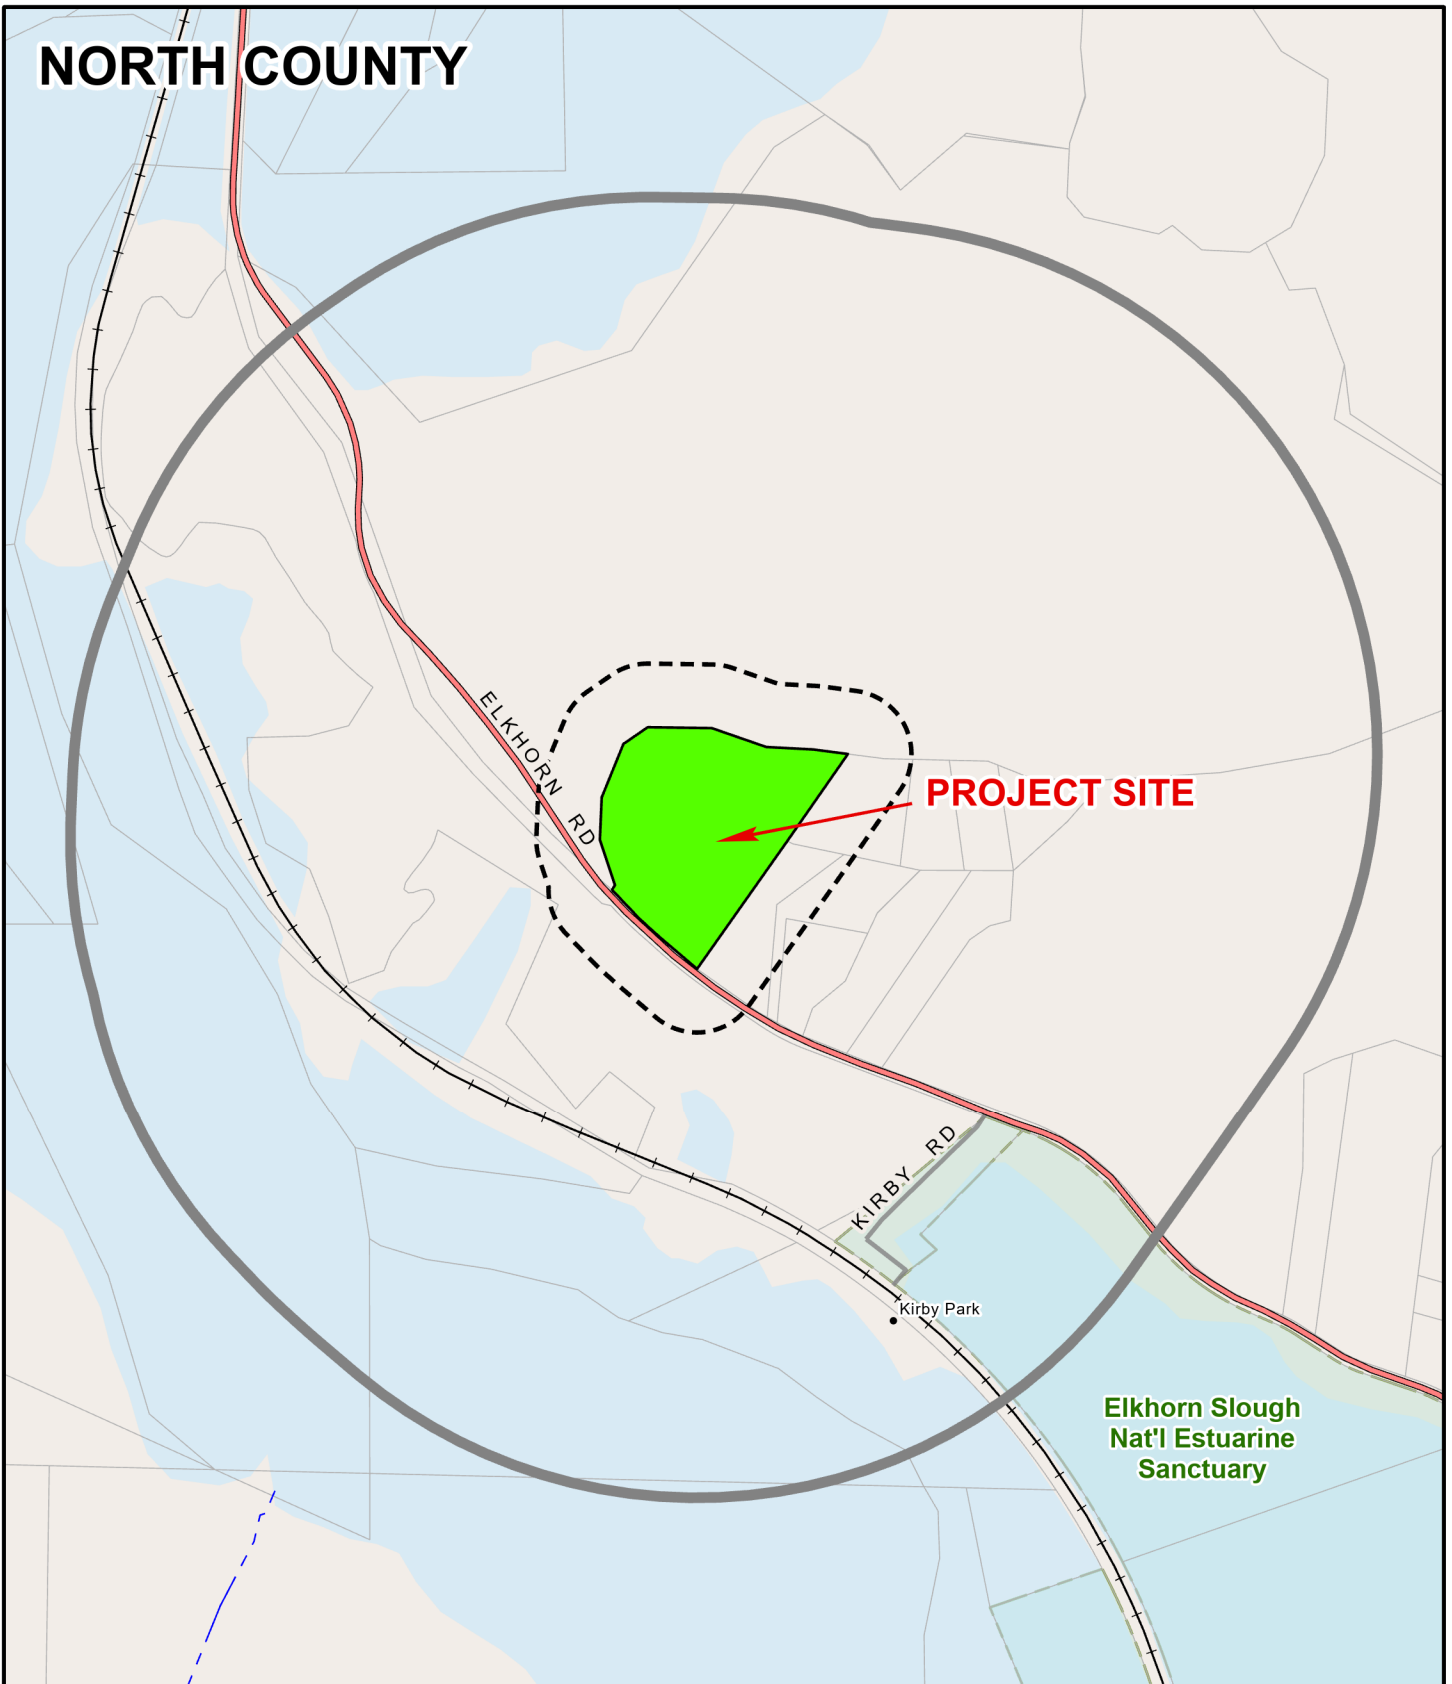 NORTH COUNTY
ELKHORN RD
PROJECT SITE
KIRBY RD
Kirby Park
Elkhorn Slough
Nat'l Estuarine
Sanctuary